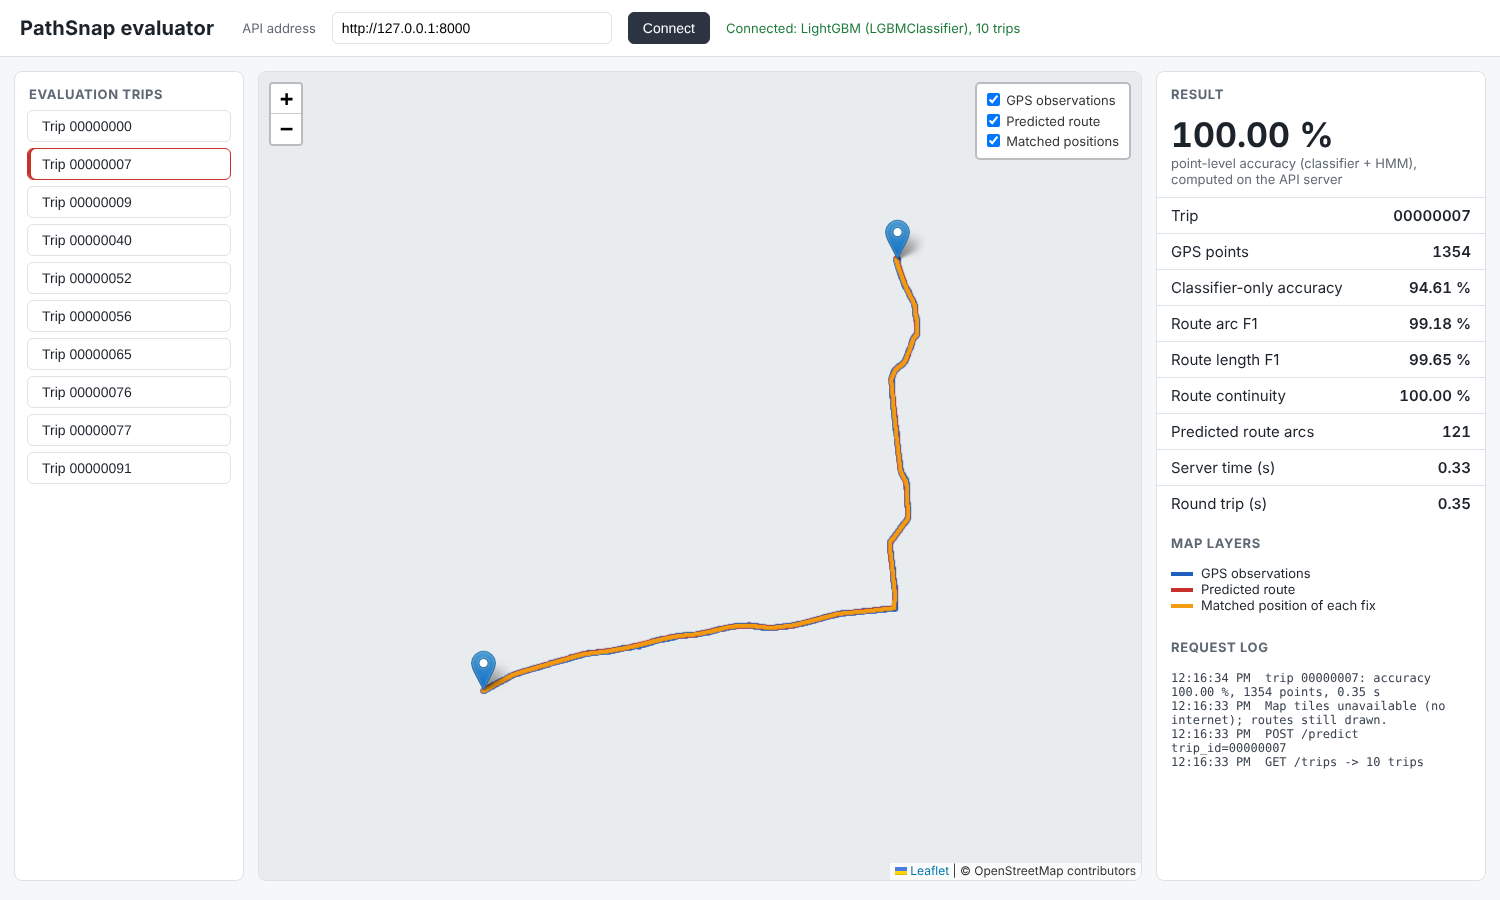 PathSnap evaluator
API address
http://127.0.0.1:8000
Connect
Connected: LightGBM (LGBMClassifier), 10 trips
EVALUATION TRIPS
Trip 00000000
Trip 00000007
Trip 00000009
Trip 00000040
Trip 00000052
Trip 00000056
Trip 00000065
Trip 00000076
Trip 00000077
Trip 00000091
+
−
GPS observations
Predicted route
Matched positions
Leaflet | © OpenStreetMap contributors
RESULT
100.00 %
point-level accuracy (classifier + HMM),
computed on the API server
Trip 00000007
GPS points 1354
Classifier-only accuracy 94.61 %
Route arc F1 99.18 %
Route length F1 99.65 %
Route continuity 100.00 %
Predicted route arcs 121
Server time (s) 0.33
Round trip (s) 0.35
MAP LAYERS
GPS observations
Predicted route
Matched position of each fix
REQUEST LOG
12:16:34 PM  trip 00000007: accuracy
100.00 %, 1354 points, 0.35 s
12:16:33 PM  Map tiles unavailable (no
internet); routes still drawn.
12:16:33 PM  POST /predict
trip_id=00000007
12:16:33 PM  GET /trips -> 10 trips